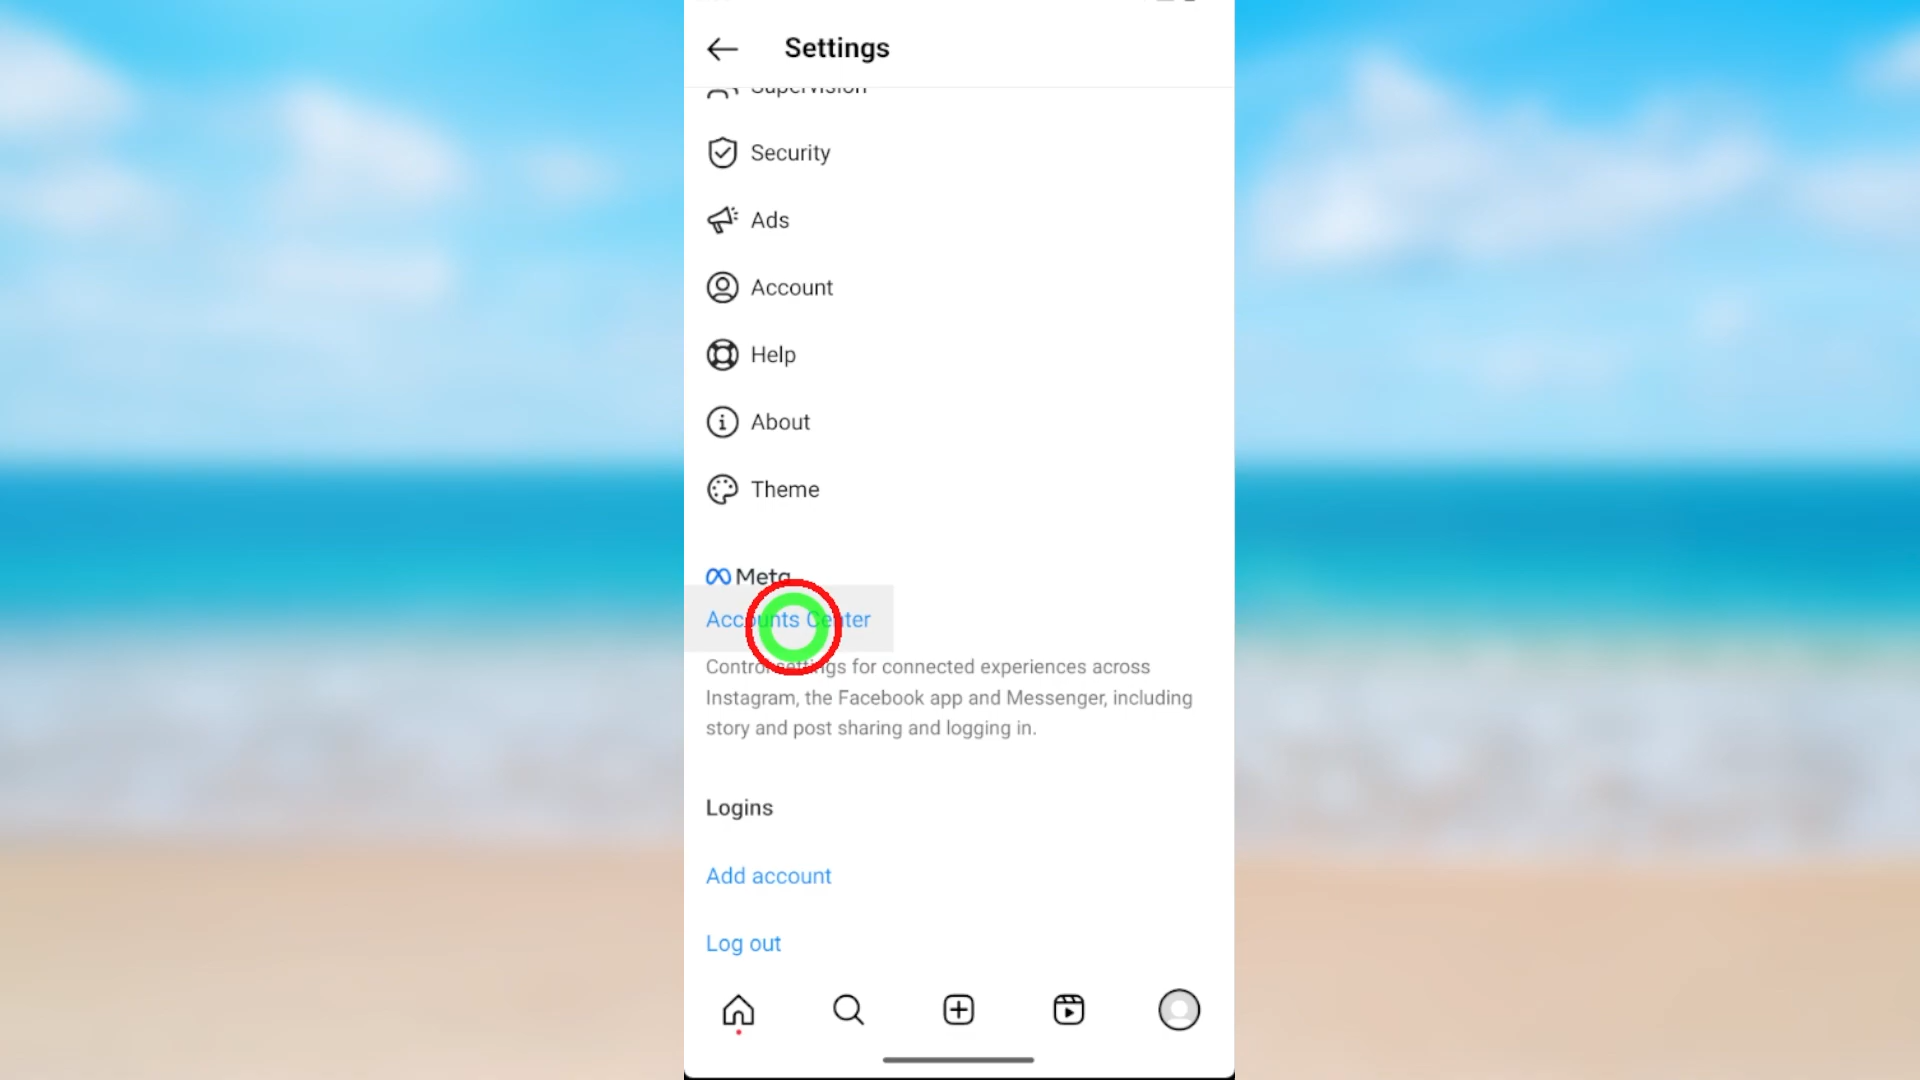 Settings
Supervision
Security
Ads
Account
Help
About
Theme
Meta
Accounts Center
Control settings for connected experiences across
Instagram, the Facebook app and Messenger, including
story and post sharing and logging in.
Logins
Add account
Log out